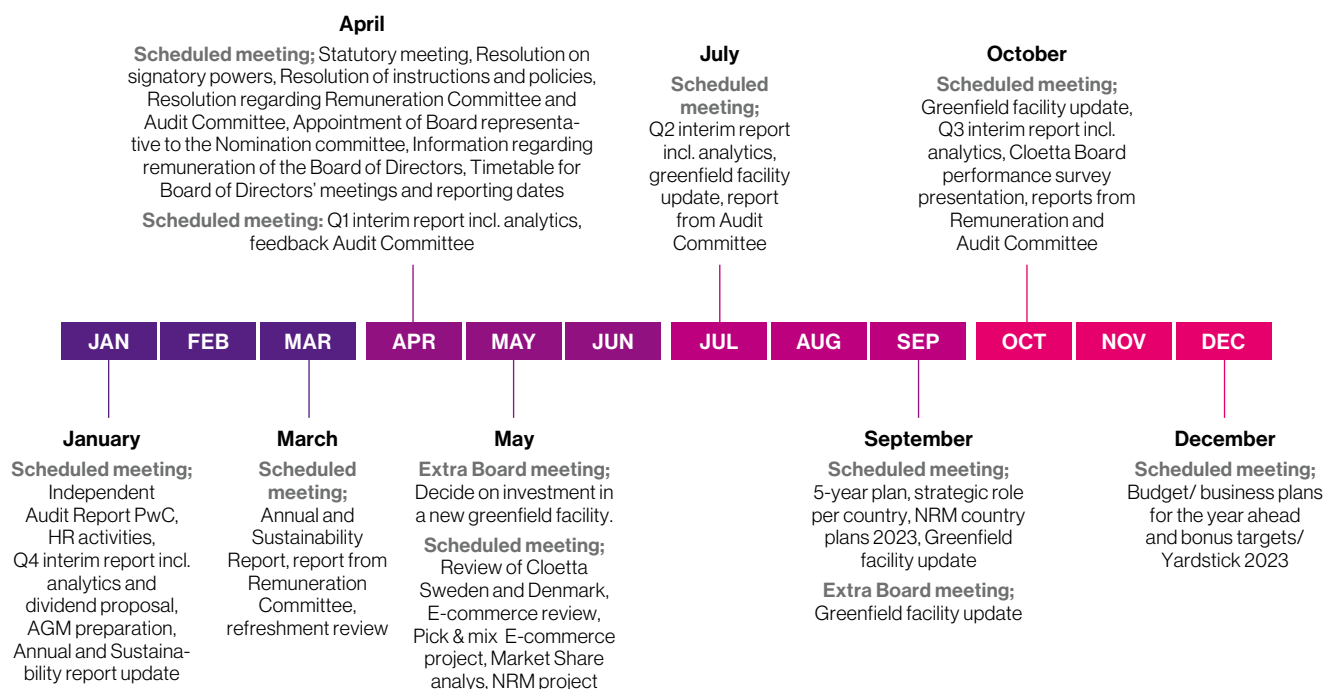 April
Scheduled meeting; Statutory meeting, Resolution on
signatory powers, Resolution of instructions and policies,
Resolution regarding Remuneration Committee and
Audit Committee, Appointment of Board representa-
tive to the Nomination committee, Information regarding
remuneration of the Board of Directors, Timetable for
Board of Directors' meetings and reporting dates
Scheduled meeting: Q1 interim report incl. analytics,
feedback Audit Committee
July
Scheduled
meeting;
Q2 interim report
incl. analytics,
greenfield facility
update, report
from Audit
Committee
October
Scheduled meeting;
Greenfield facility update,
Q3 interim report incl.
analytics, Cloetta Board
performance survey
presentation, reports from
Remuneration and
Audit Committee
JAN FEB MAR APR MAY JUN JUL AUG SEP OCT NOV DEC
January
Scheduled meeting;
Independent
Audit Report PwC,
HR activities,
Q4 interim report incl.
analytics and
dividend proposal,
AGM preparation,
Annual and Sustaina-
bility report update
March
Scheduled
meeting;
Annual and
Sustainability
Report, report from
Remuneration
Committee,
refreshment review
May
Extra Board meeting;
Decide on investment in
a new greenfield facility.
Scheduled meeting;
Review of Cloetta
Sweden and Denmark,
E-commerce review,
Pick & mix E-commerce
project, Market Share
analys, NRM project
September
Scheduled meeting;
5-year plan, strategic role
per country, NRM country
plans 2023, Greenfield
facility update
Extra Board meeting;
Greenfield facility update
December
Scheduled meeting;
Budget/ business plans
for the year ahead
and bonus targets/
Yardstick 2023